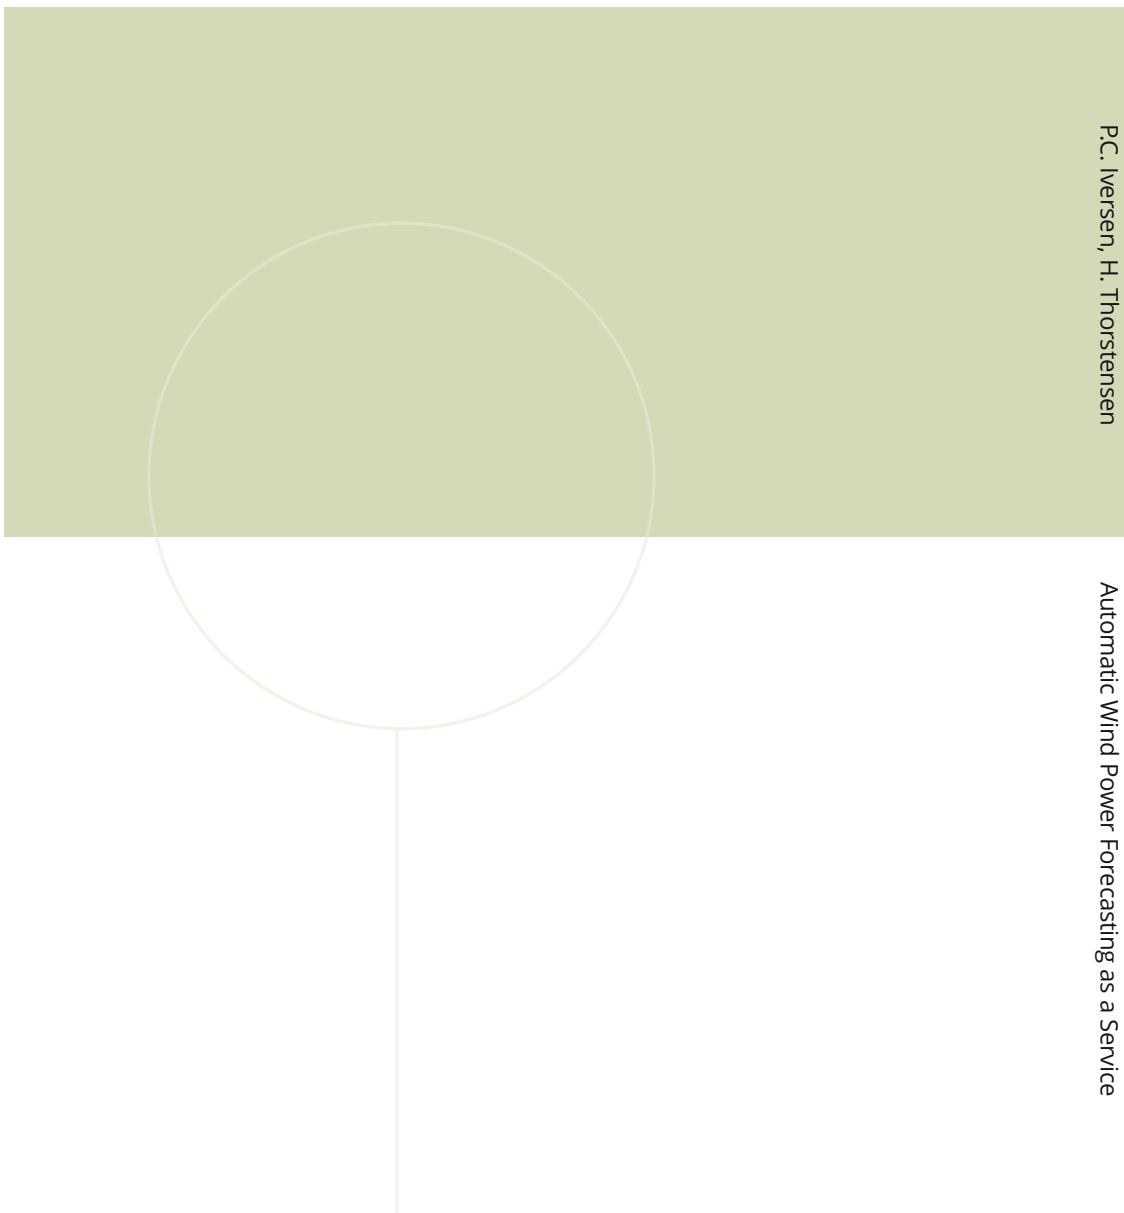 P.C. Iversen, H. Thorstensen
Automatic Wind Power Forecasting as a Service